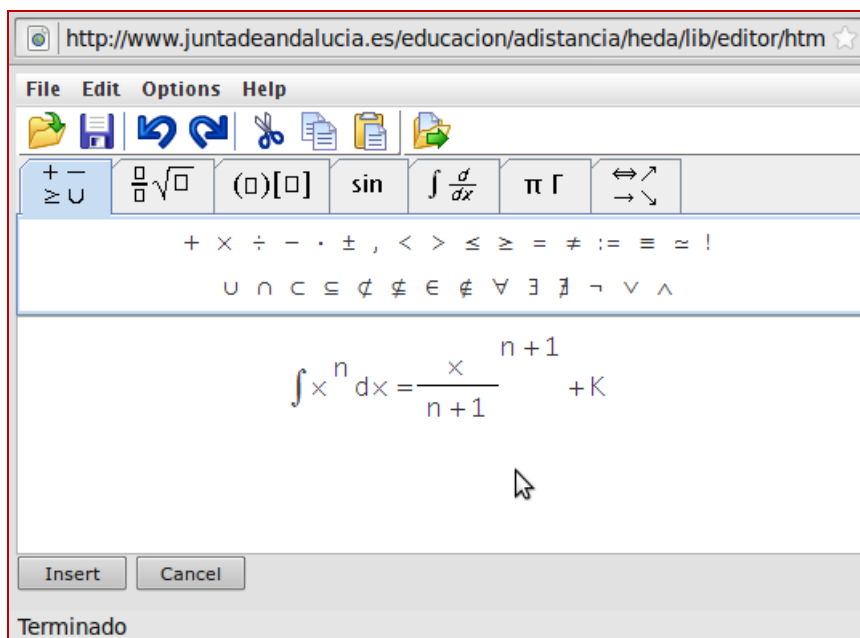 http://www.juntadeandalucia.es/educacion/adistancia/heda/lib/editor/htm
File Edit Options Help
+ − ≥ ∪ □/□ √□ (□)[□] sin ∫ d/dx π Γ ⇔ ↗ → ↘
+ × ÷ − · ± , < > ≤ ≥ = ≠ := ≡ ≃ !
∪ ∩ ⊂ ⊆ ⊄ ⊈ ∈ ∉ ∀ ∃ ∄ ¬ ∨ ∧
∫ x^n dx = x/(n+1)^(n+1) + K
Insert Cancel
Terminado